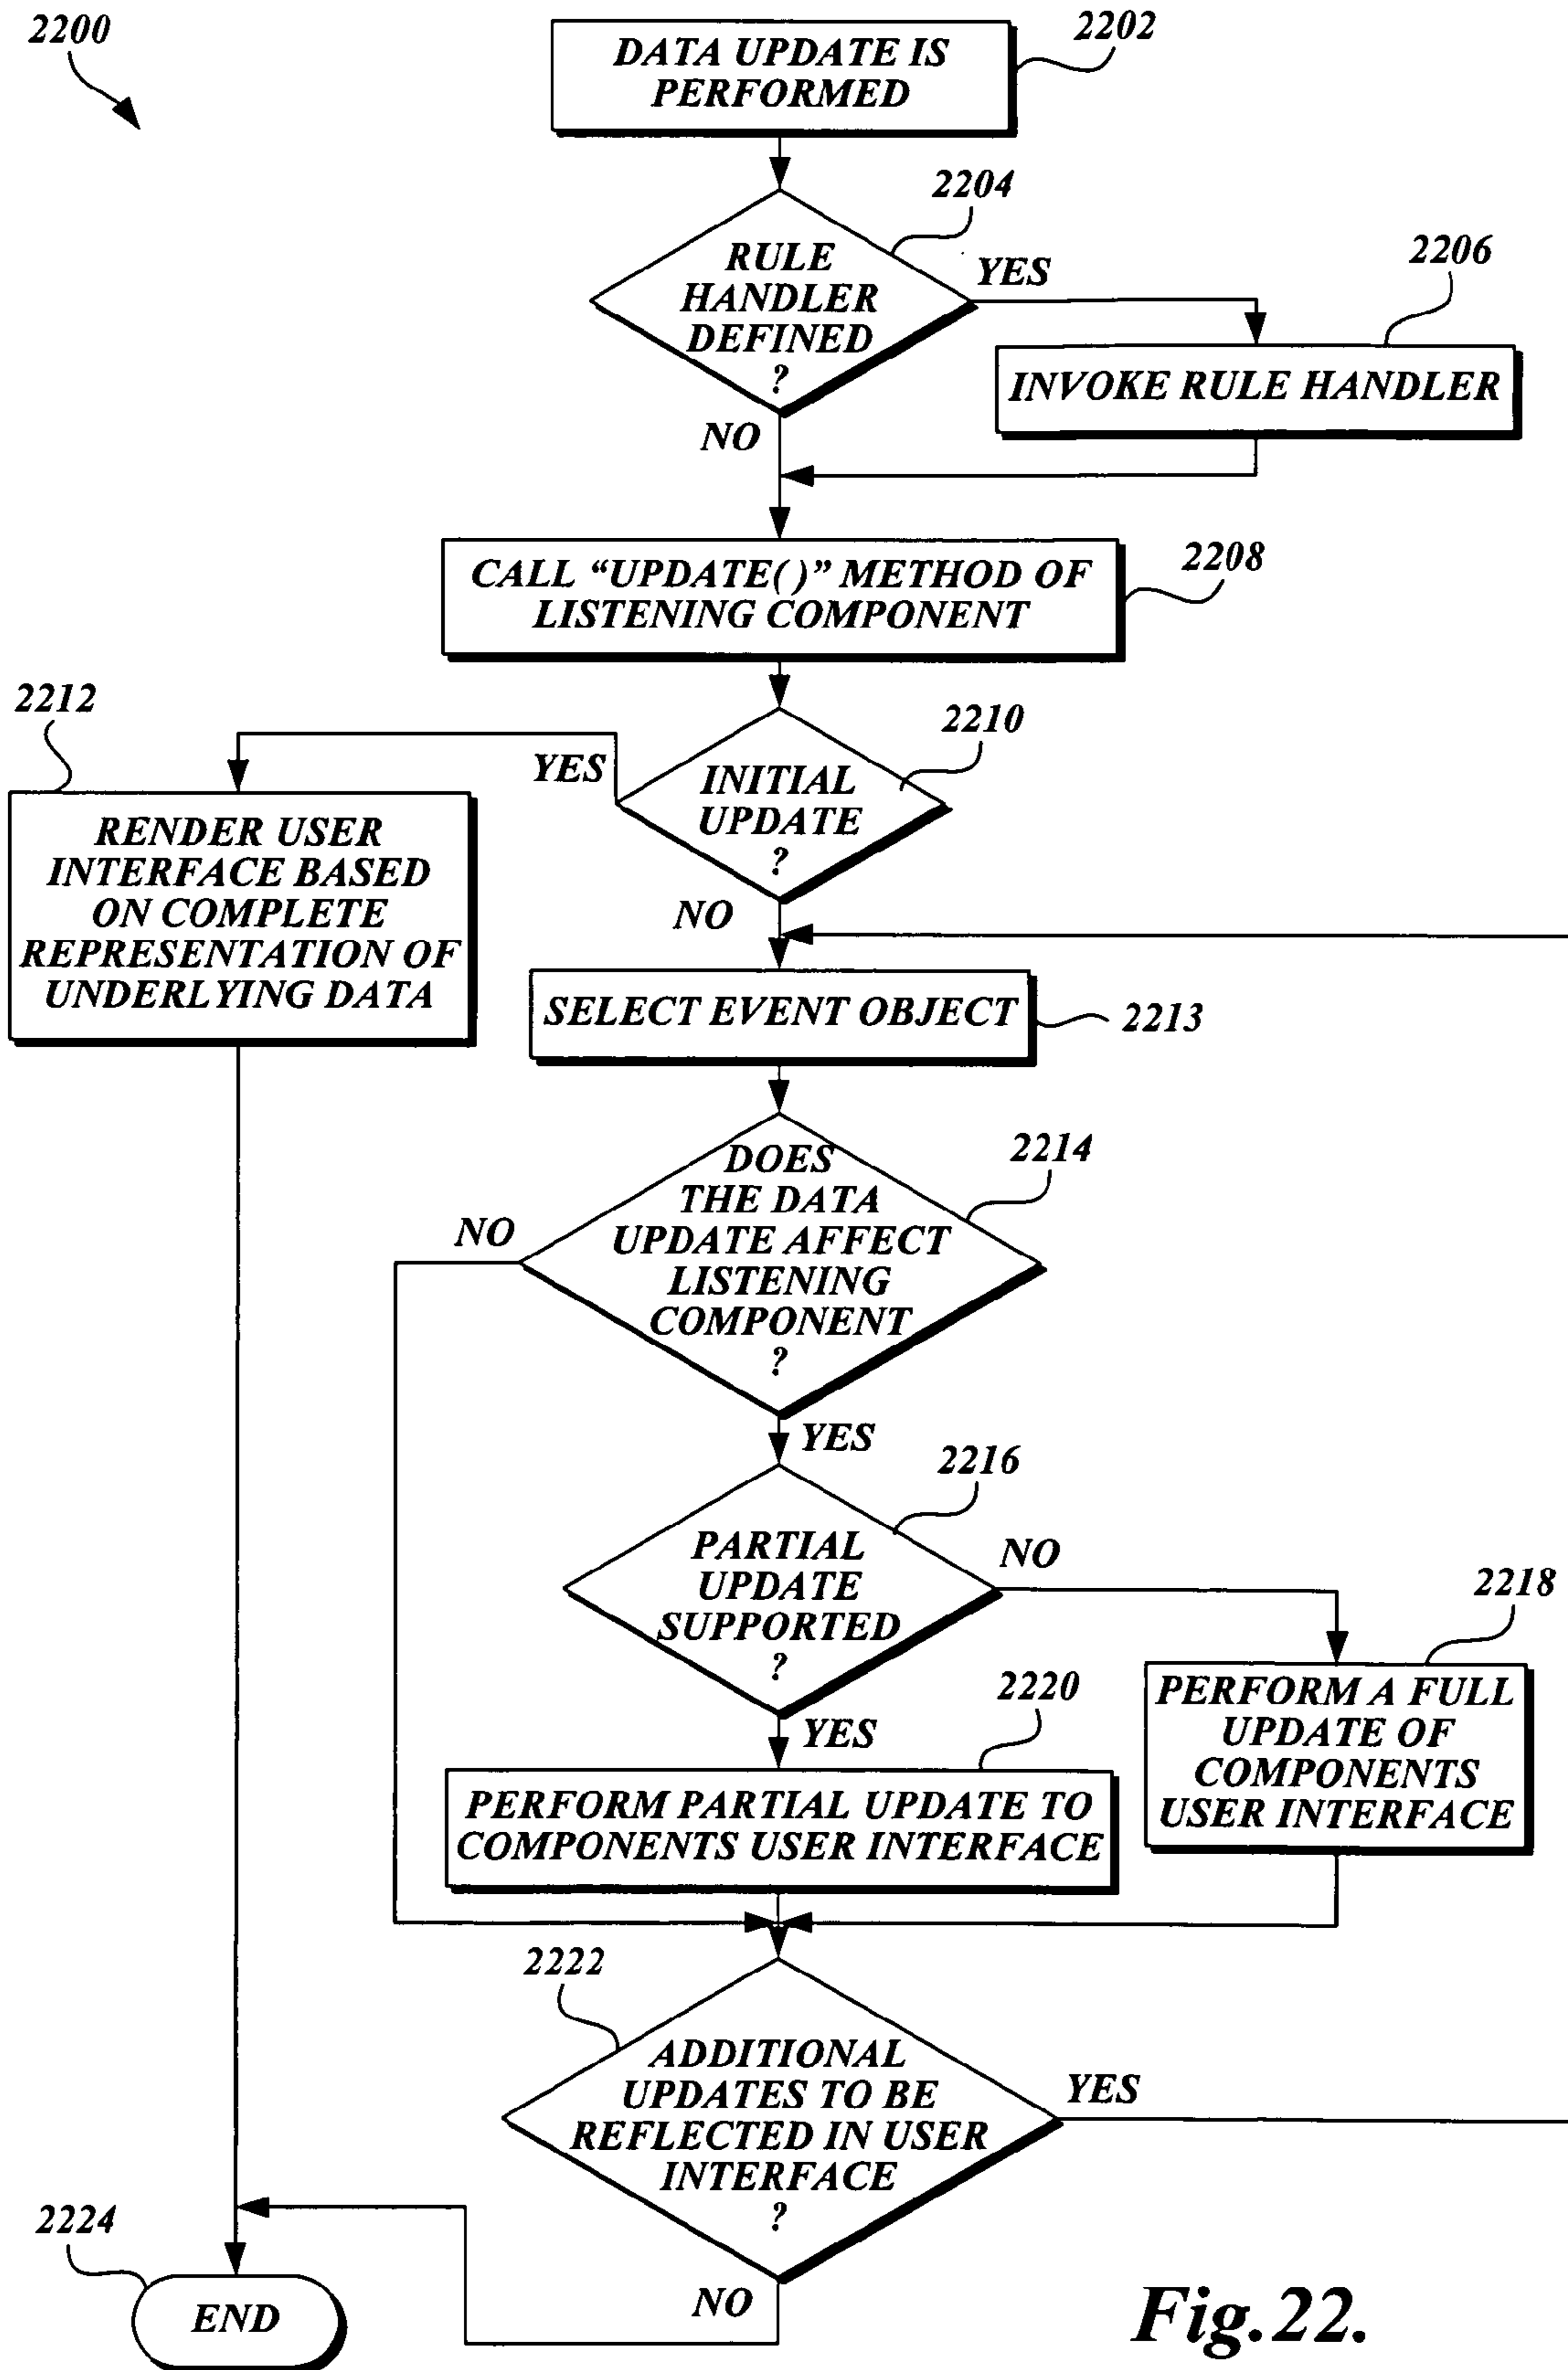 2200
DATA UPDATE IS
PERFORMED
2202
2204
RULE
HANDLER
DEFINED
?
YES
NO
2206
INVOKE RULE HANDLER
CALL “UPDATE( )” METHOD OF
LISTENING COMPONENT
2208
2210
INITIAL
UPDATE
?
YES
NO
2212
RENDER USER
INTERFACE BASED
ON COMPLETE
REPRESENTATION OF
UNDERLYING DATA
SELECT EVENT OBJECT
2213
2214
DOES
THE DATA
UPDATE AFFECT
LISTENING
COMPONENT
?
NO
YES
2216
PARTIAL
UPDATE
SUPPORTED
?
NO
YES
2218
PERFORM A FULL
UPDATE OF
COMPONENTS
USER INTERFACE
2220
PERFORM PARTIAL UPDATE TO
COMPONENTS USER INTERFACE
2222
ADDITIONAL
UPDATES TO BE
REFLECTED IN USER
INTERFACE
?
YES
NO
2224
END
Fig.22.